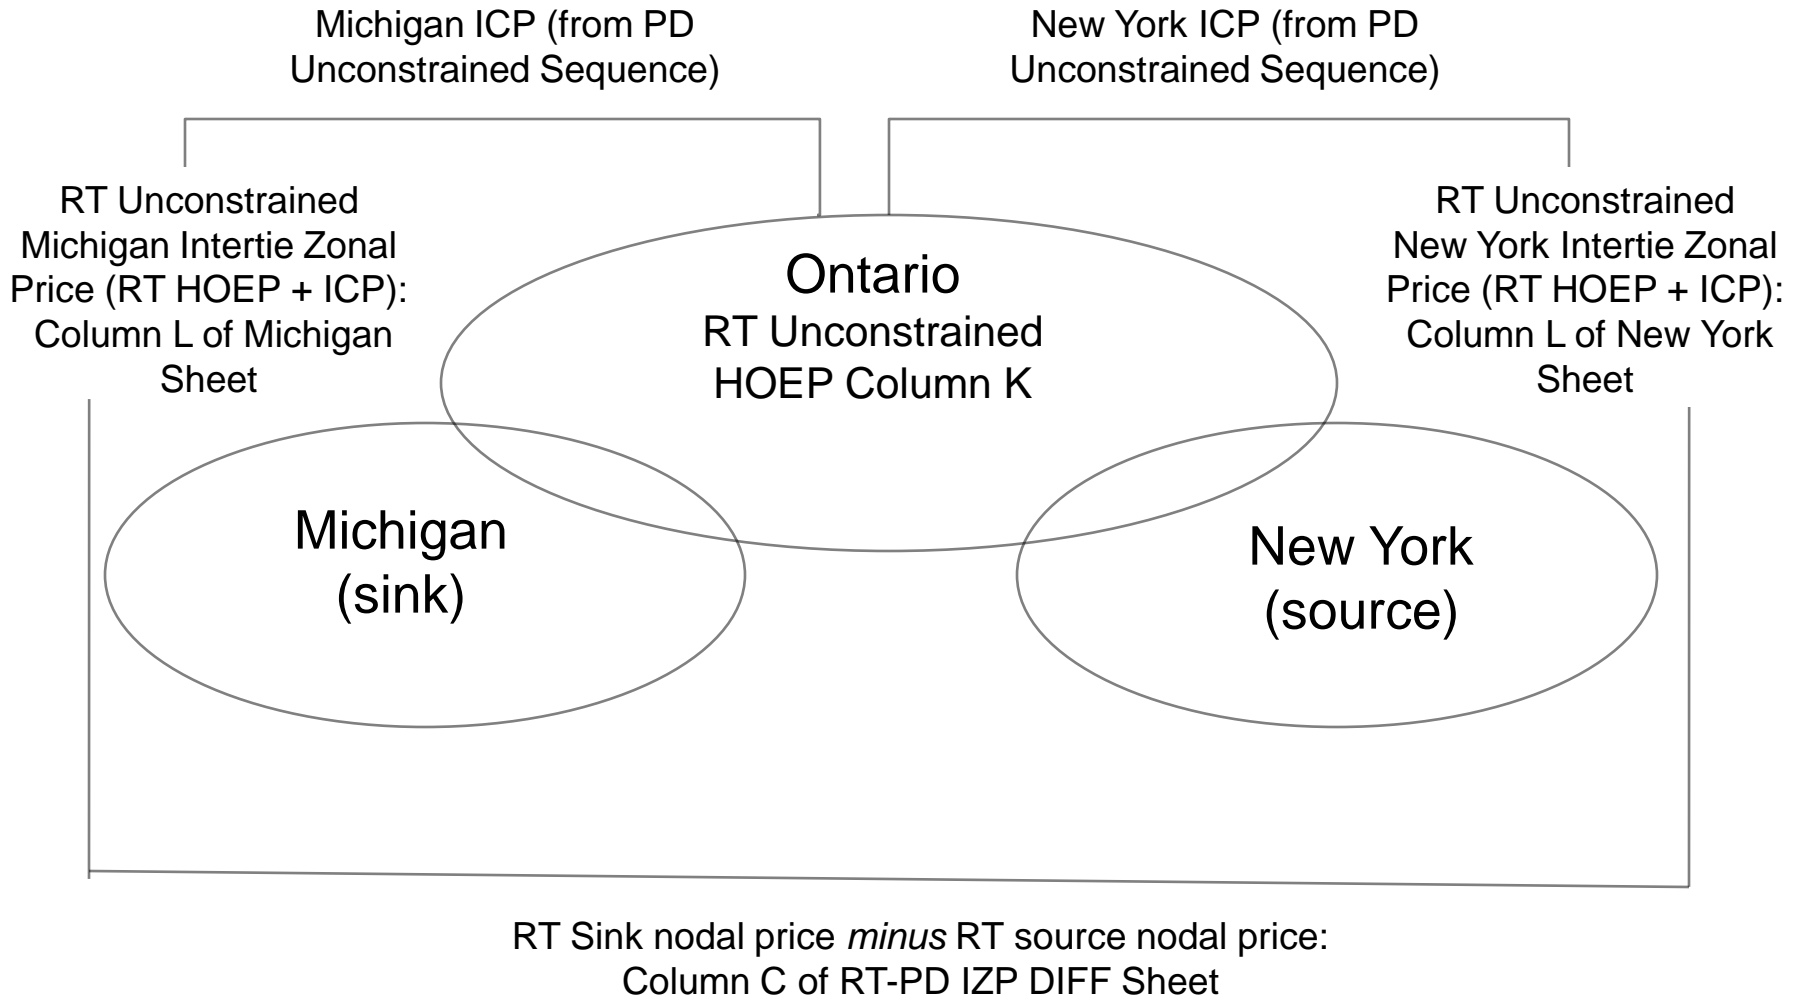 Michigan ICP (from PD
Unconstrained Sequence)
New York ICP (from PD
Unconstrained Sequence)
RT Unconstrained
Michigan Intertie Zonal
Price (RT HOEP + ICP):
Column L of Michigan
Sheet
Ontario
RT Unconstrained
HOEP Column K
RT Unconstrained
New York Intertie Zonal
Price (RT HOEP + ICP):
Column L of New York
Sheet
Michigan
(sink)
New York
(source)
RT Sink nodal price minus RT source nodal price:
Column C of RT-PD IZP DIFF Sheet